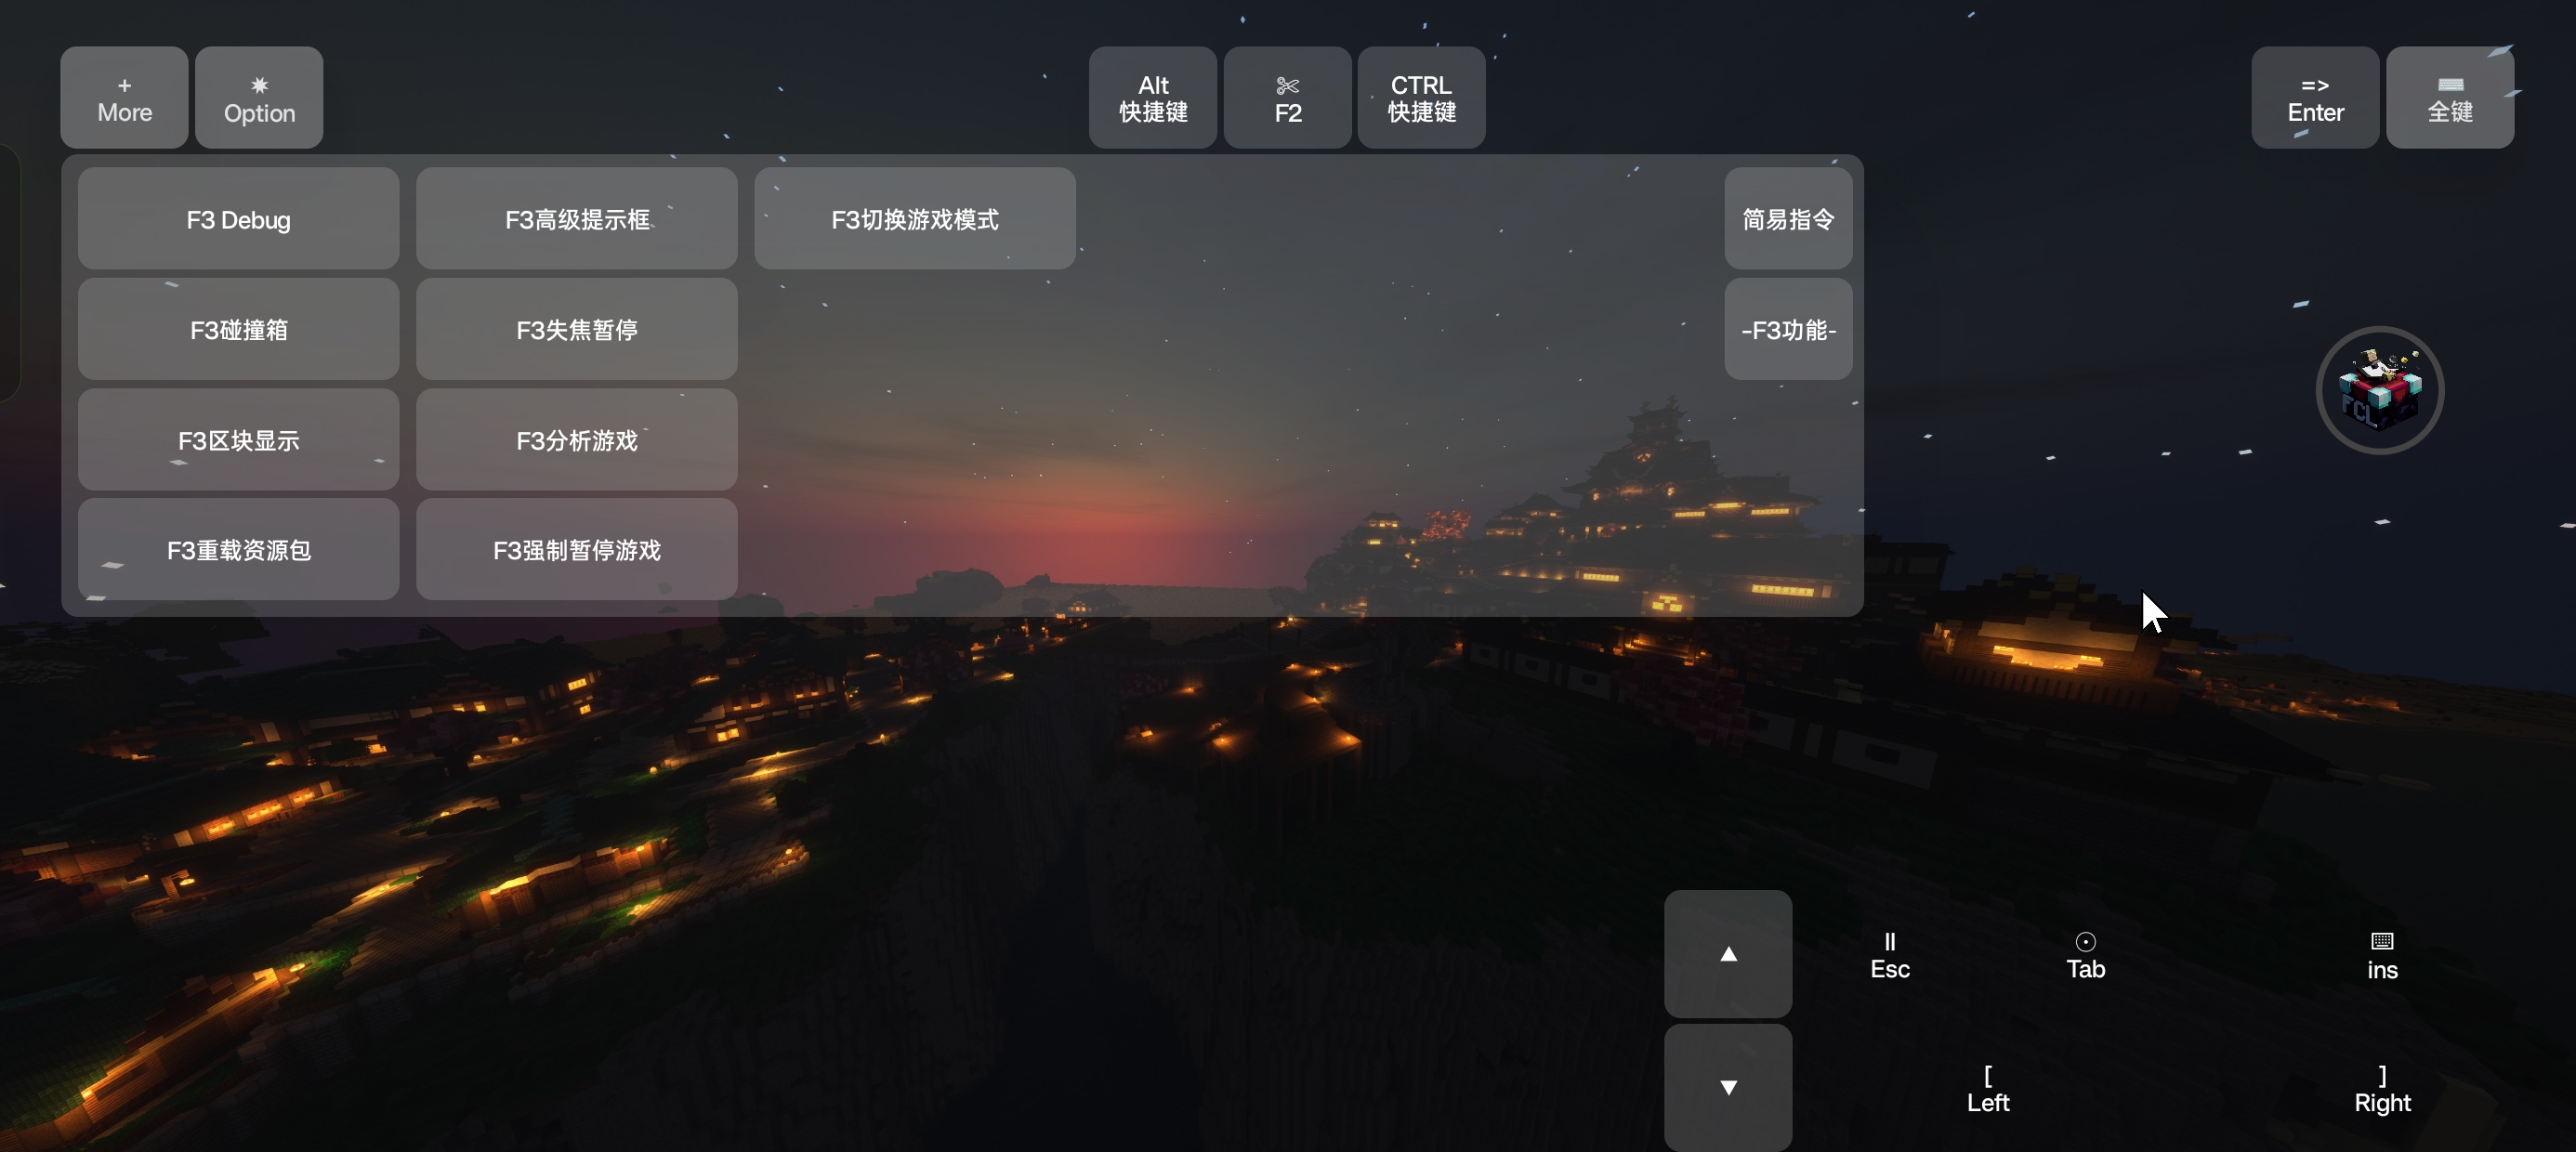 +
More
✷
Option
Alt
快捷键
✄
F2
CTRL
快捷键
=>
Enter
⌨
全键
F3 Debug
F3高级提示框
F3切换游戏模式
简易指令
F3碰撞箱
F3失焦暂停
-F3功能-
FCL
F3区块显示
F3分析游戏
F3重载资源包
F3强制暂停游戏
▲
II
Esc
⊙
Tab
⌨
ins
▼
[
Left
]
Right